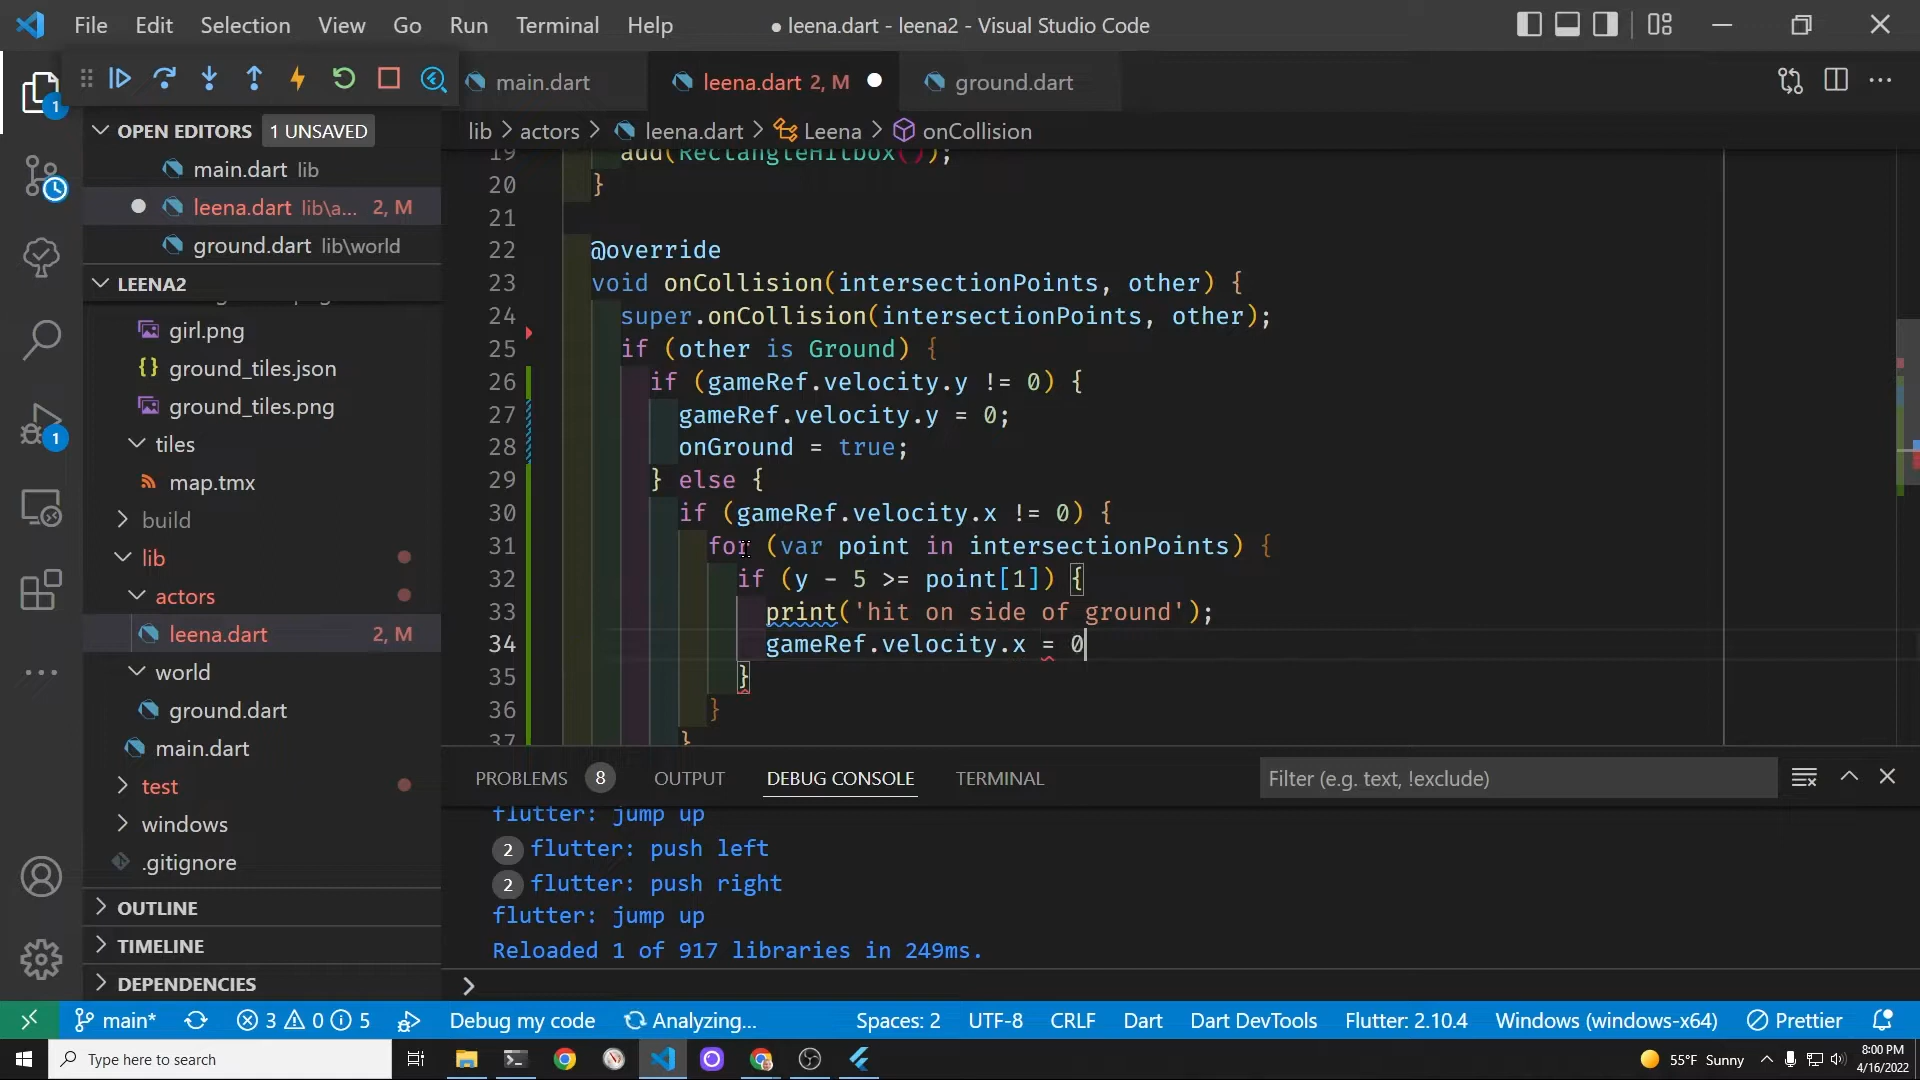 File Edit Selection View Go Run Terminal Help ● leena.dart - leena2 - Visual Studio Code
main.dart leena.dart 2, M ground.dart
OPEN EDITORS 1 UNSAVED
main.dart lib
leena.dart lib\a... 2, M
ground.dart lib\world
LEENA2
girl.png
ground_tiles.json
ground_tiles.png
tiles
map.tmx
build
lib
actors
leena.dart 2, M
world
ground.dart
main.dart
test
windows
.gitignore
OUTLINE
TIMELINE
DEPENDENCIES
1
1
lib > actors > leena.dart > Leena > onCollision
19 add(RectangleHitbox());
20 }
21
22 @override
23 void onCollision(intersectionPoints, other) {
24 super.onCollision(intersectionPoints, other);
25 if (other is Ground) {
26 if (gameRef.velocity.y != 0) {
27 gameRef.velocity.y = 0;
28 onGround = true;
29 } else {
30 if (gameRef.velocity.x != 0) {
31 for (var point in intersectionPoints) {
32 if (y - 5 >= point[1]) {
33 print('hit on side of ground');
34 gameRef.velocity.x = 0
35 }
36 }
37 }
PROBLEMS 8 OUTPUT DEBUG CONSOLE TERMINAL Filter (e.g. text, !exclude)
flutter: jump up
2 flutter: push left
2 flutter: push right
flutter: jump up
Reloaded 1 of 917 libraries in 249ms.
>
main* 3 0 5 Debug my code Analyzing... Spaces: 2 UTF-8 CRLF Dart Dart DevTools Flutter: 2.10.4 Windows (windows-x64) Prettier
Type here to search 55°F Sunny 8:00 PM
4/16/2022